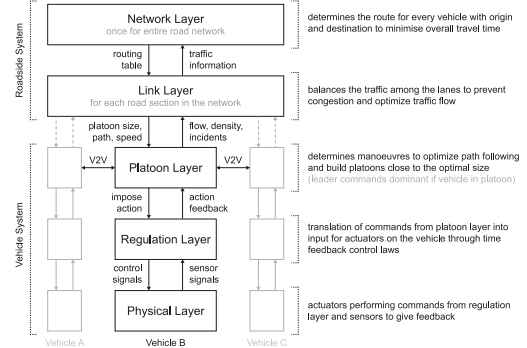 Network Layer
once for entire road network
determines the route for every vehicle with origin
and destination to minimise overall travel time
Roadside System
routing
table
traffic
information
Link Layer
for each road section in the network
balances the traffic among the lanes to prevent
congestion and optimize traffic flow
platoon size,
path, speed
flow, density,
incidents
V2V
Platoon Layer
V2V
determines manoeuvres to optimize path following
and build platoons close to the optimal size
(leader commands dominant if vehicle in platoon)
Vehicle System
impose
action
action
feedback
Regulation Layer
translation of commands from platoon layer into
input for actuators on the vehicle through time
feedback control laws
control
signals
sensor
signals
Physical Layer
actuators performing commands from regulation
layer and sensors to give feedback
Vehicle A
Vehicle B
Vehicle C